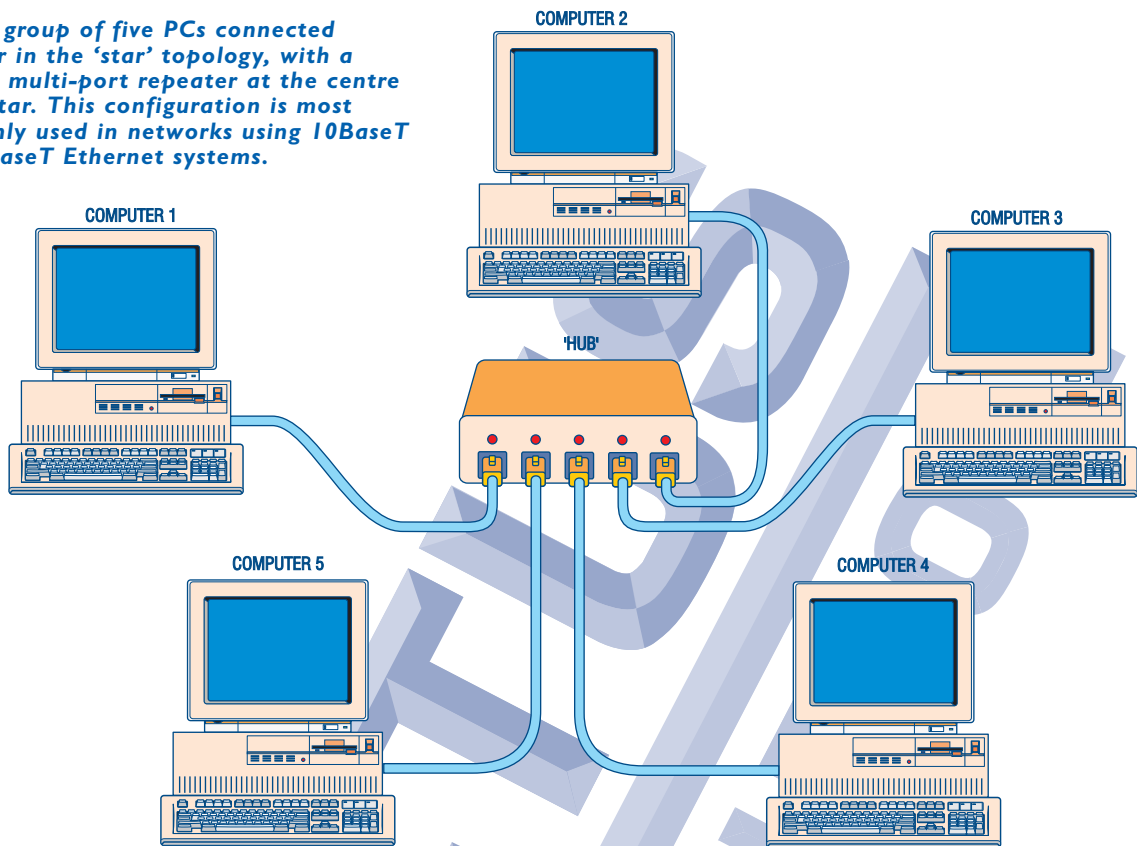 group of five PCs connected
r in the ‘star’ topology, with a
multi-port repeater at the centre
tar. This configuration is most
nly used in networks using 10BaseT
aseT Ethernet systems.
COMPUTER 2
COMPUTER 1
COMPUTER 3
'HUB'
COMPUTER 5
COMPUTER 4